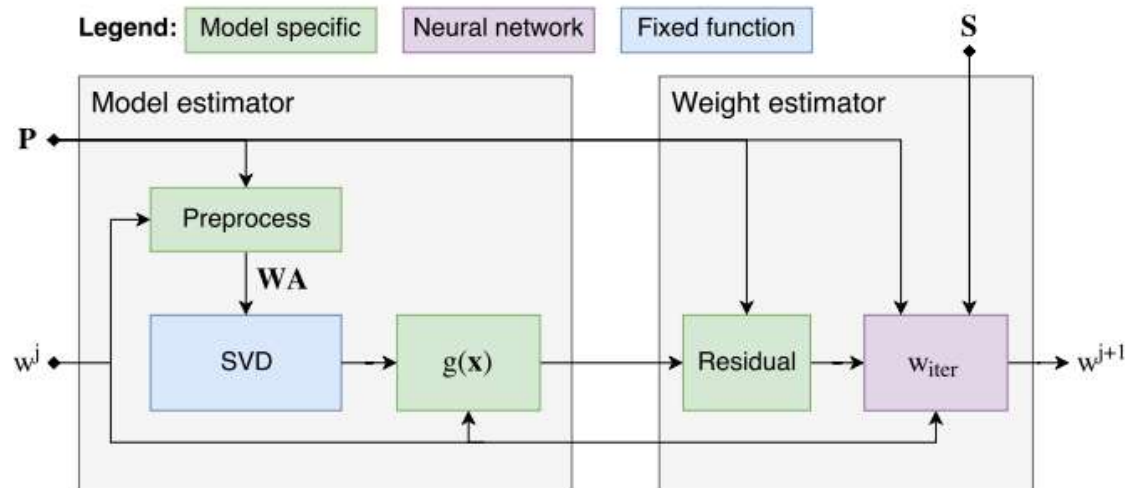 Legend: Model specific Neural network Fixed function
S
Model estimator Weight estimator
P
Preprocess
WA
w^j SVD g(x) Residual w_iter w^{j+1}